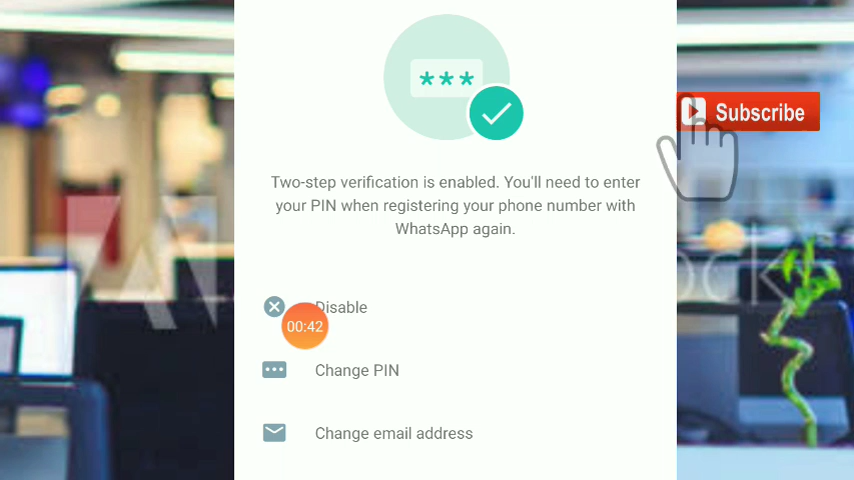 ***
Subscribe
Two-step verification is enabled. You'll need to enter
your PIN when registering your phone number with
WhatsApp again.
Disable
00:42
Change PIN
Change email address